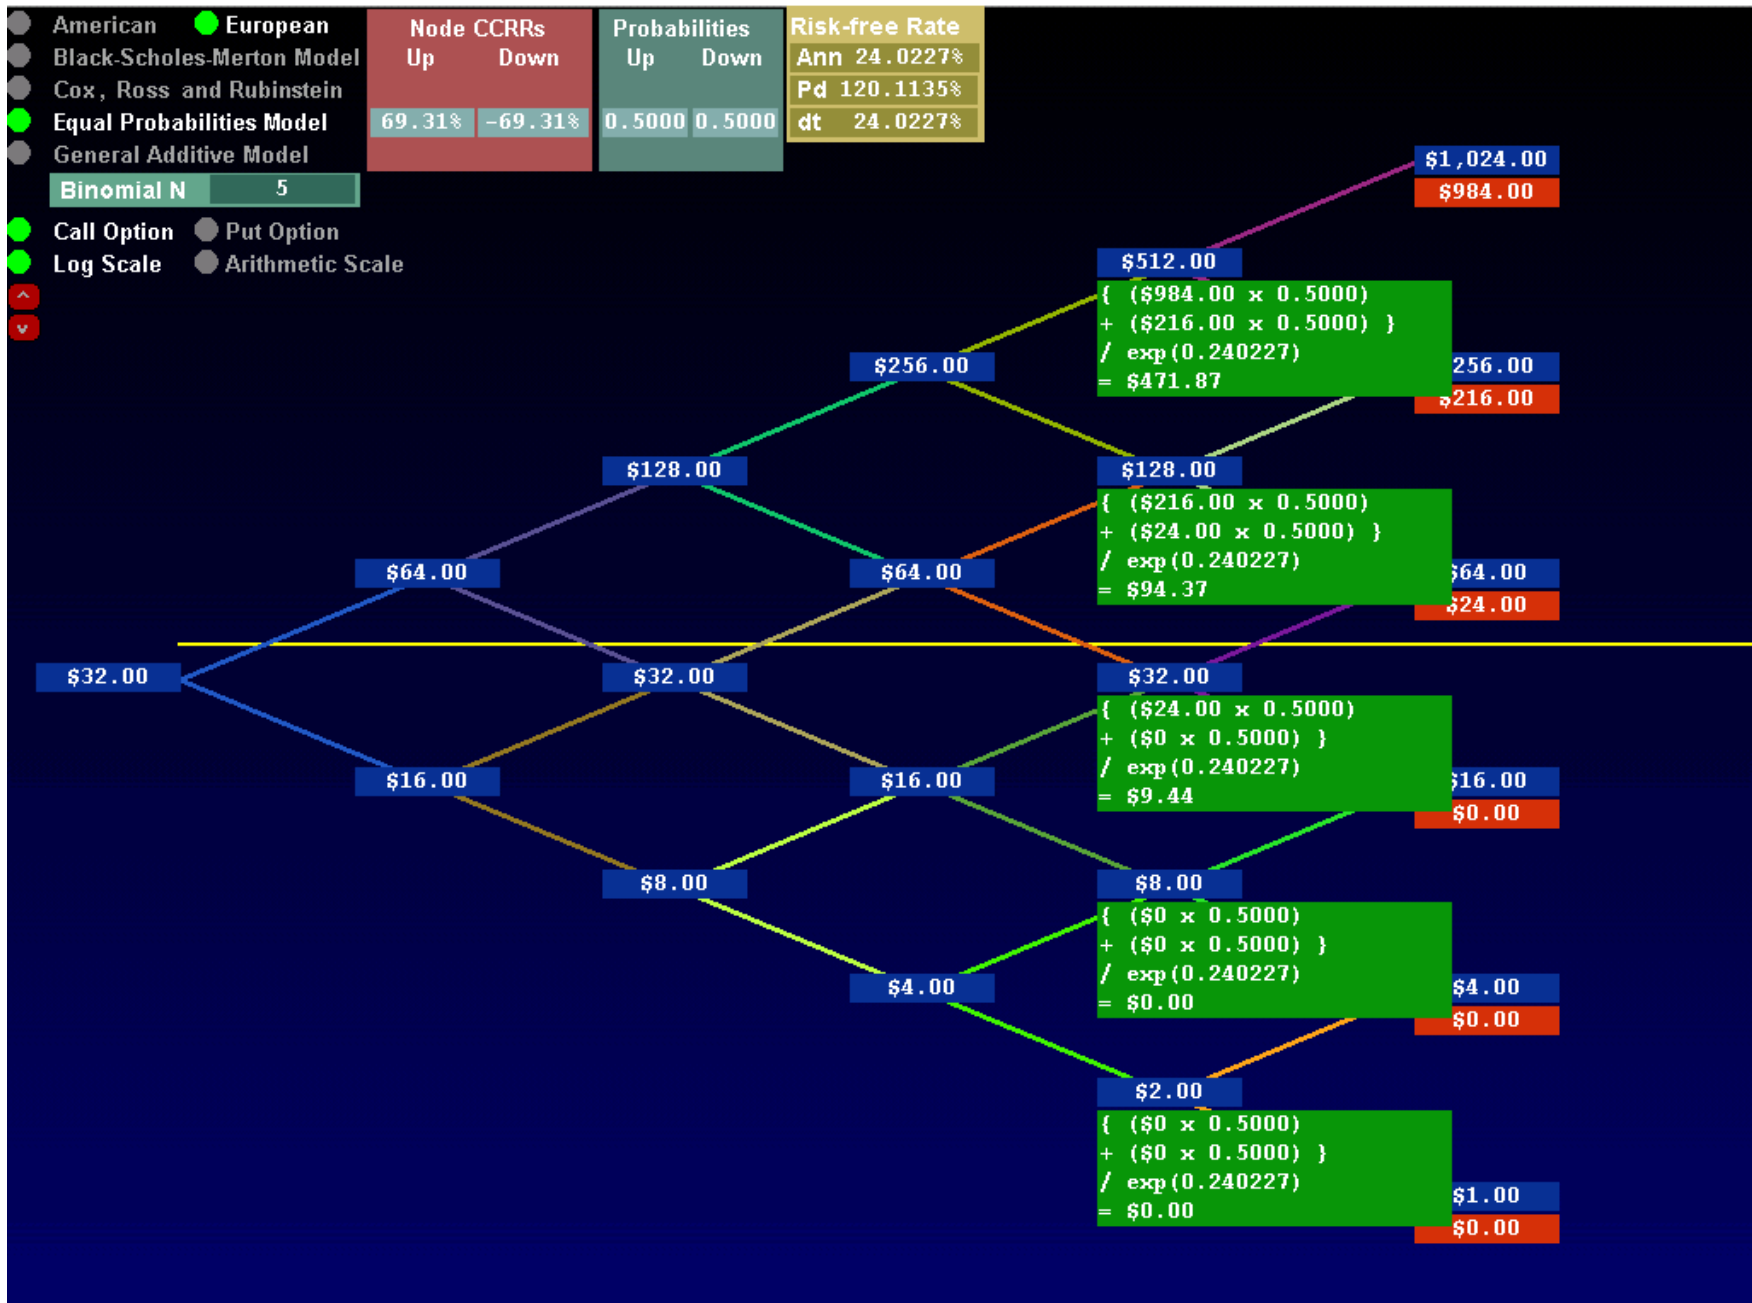 American European
Black-Scholes-Merton Model
Cox, Ross and Rubinstein
Equal Probabilities Model
General Additive Model
Binomial N 5
Call Option Put Option
Log Scale Arithmetic Scale
^
v
Node CCRRs
Up Down
69.31% -69.31%
Probabilities
Up Down
0.5000 0.5000
Risk-free Rate
Ann 24.0227%
Pd 120.1135%
dt 24.0227%
$32.00
$64.00
$16.00
$128.00
$32.00
$8.00
$256.00
$64.00
$16.00
$4.00
$512.00
{ ($984.00 x 0.5000)
+ ($216.00 x 0.5000) }
/ exp(0.240227)
= $471.87
$128.00
{ ($216.00 x 0.5000)
+ ($24.00 x 0.5000) }
/ exp(0.240227)
= $94.37
$32.00
{ ($24.00 x 0.5000)
+ ($0 x 0.5000) }
/ exp(0.240227)
= $9.44
$8.00
{ ($0 x 0.5000)
+ ($0 x 0.5000) }
/ exp(0.240227)
= $0.00
$2.00
{ ($0 x 0.5000)
+ ($0 x 0.5000) }
/ exp(0.240227)
= $0.00
$1,024.00
$984.00
256.00
$216.00
$64.00
$24.00
$16.00
$0.00
$4.00
$0.00
$1.00
$0.00